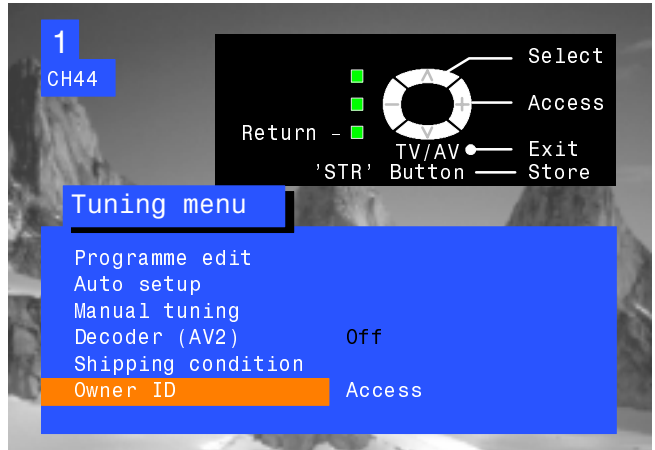 1
CH44
Select
Access
Return –
TV/AV Exit
'STR' Button Store
Tuning menu
Programme edit
Auto setup
Manual tuning
Decoder (AV2) Off
Shipping condition
Owner ID Access